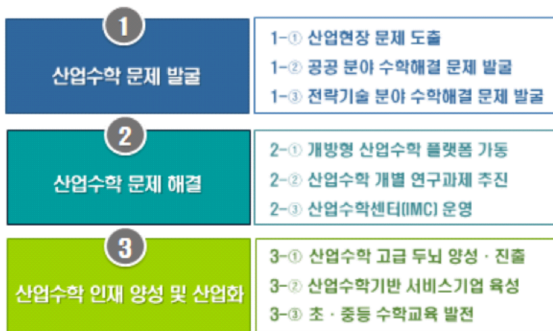 1
산업수학 문제 발굴
1-① 산업현장 문제 도출
1-② 공공 분야 수학해결 문제 발굴
1-③ 전략기술 분야 수학해결 문제 발굴
2
산업수학 문제 해결
2-① 개방형 산업수학 플랫폼 가동
2-② 산업수학 개별 연구과제 추진
2-③ 산업수학센터(IMC) 운영
3
산업수학 인재 양성 및 산업화
3-① 산업수학 고급 두뇌 양성 · 진출
3-② 산업수학기반 서비스기업 육성
3-③ 초 · 중등 수학교육 발전